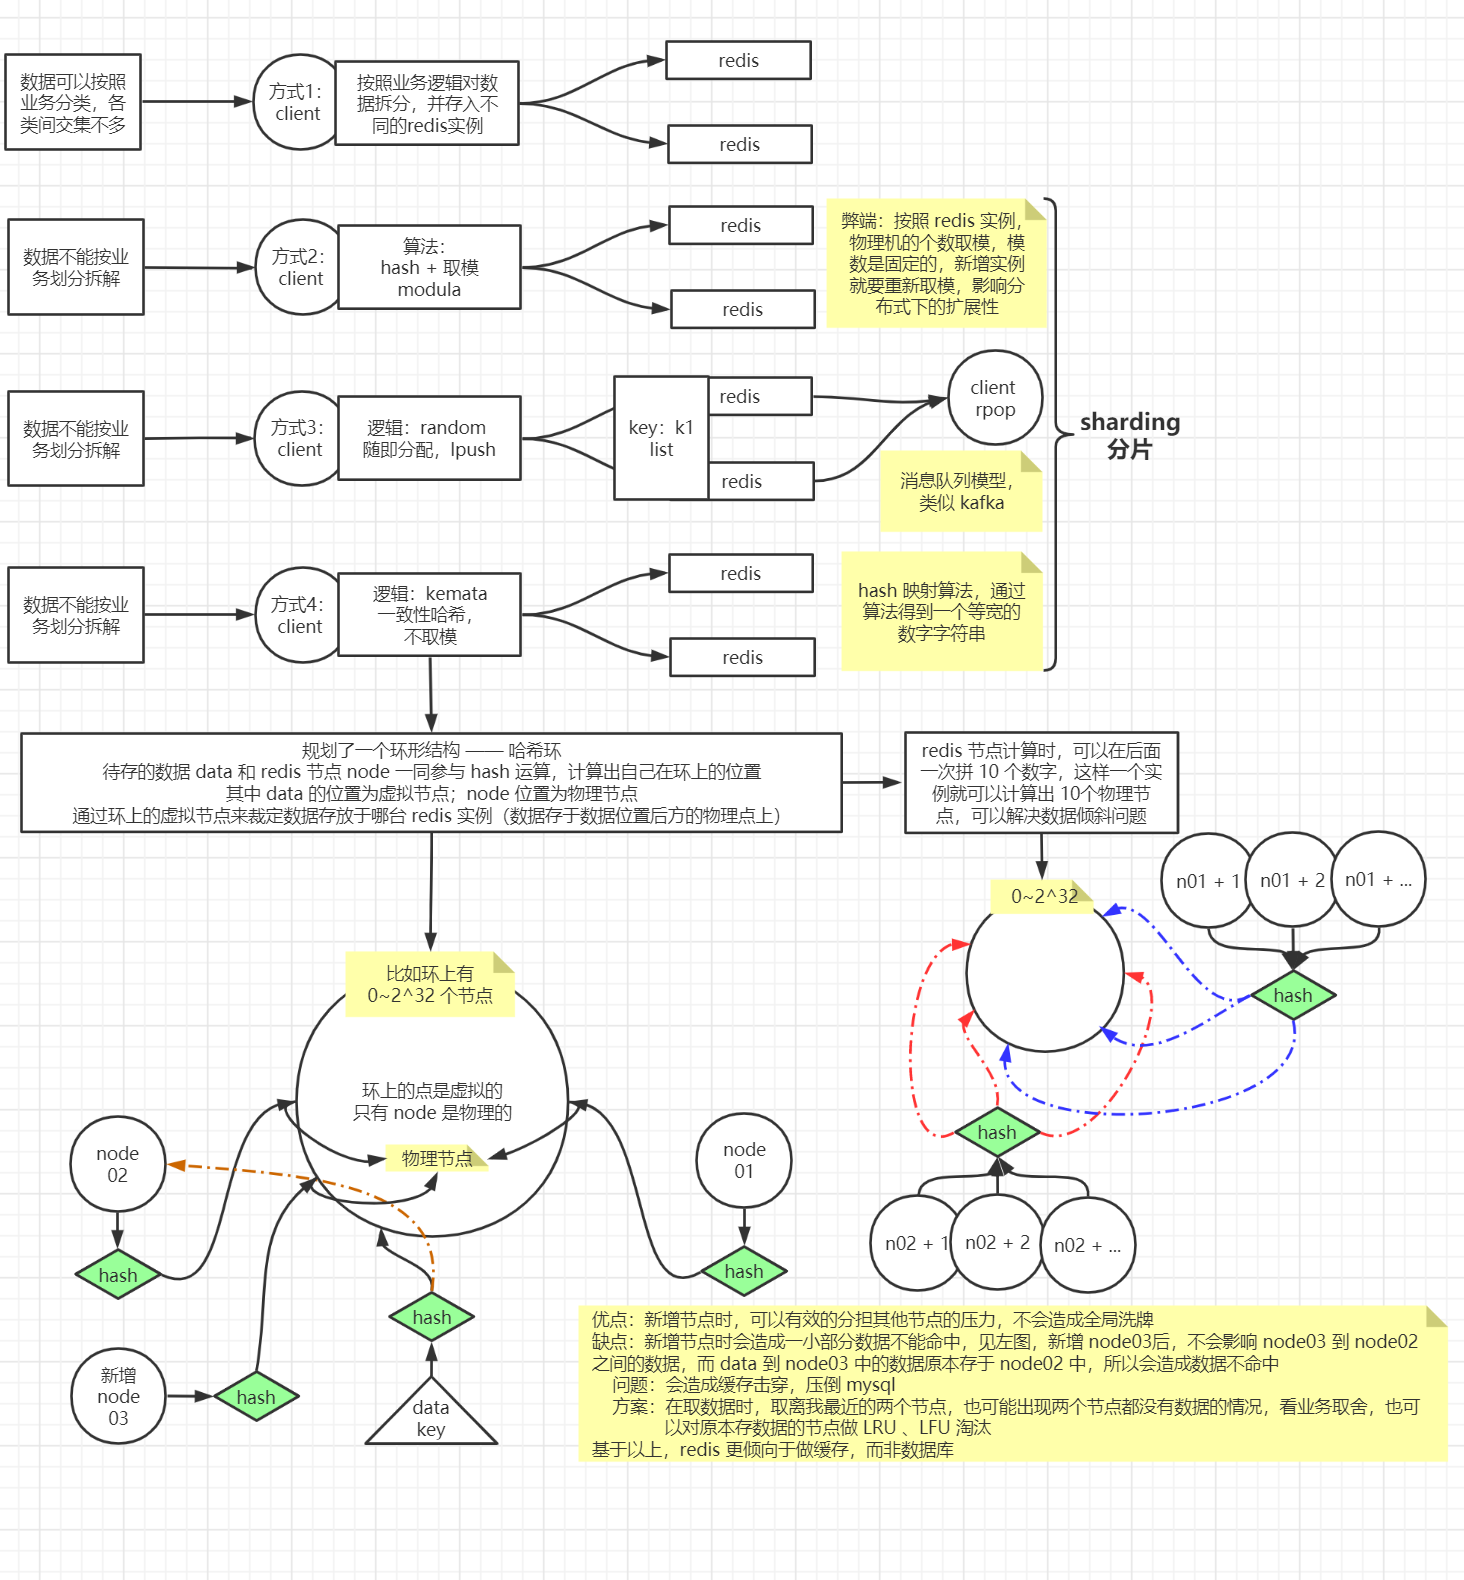 数据可以按照
业务分类，各
类间交集不多
方式1：
client
按照业务逻辑对数
据拆分，并存入不
同的redis实例
redis
redis
数据不能按业
务划分拆解
方式2：
client
算法：
hash + 取模
modula
redis
redis
弊端：按照 redis 实例，
物理机的个数取模，模
数是固定的，新增实例
就要重新取模，影响分
布式下的扩展性
数据不能按业
务划分拆解
方式3：
client
逻辑：random
随即分配，lpush
key：k1
list
redis
redis
client
rpop
消息队列模型，
类似 kafka
sharding
分片
数据不能按业
务划分拆解
方式4：
client
逻辑：kemata
一致性哈希，
不取模
redis
redis
hash 映射算法，通过
算法得到一个等宽的
数字字符串
规划了一个环形结构 —— 哈希环
待存的数据 data 和 redis 节点 node 一同参与 hash 运算，计算出自己在环上的位置
其中 data 的位置为虚拟节点；node 位置为物理节点
通过环上的虚拟节点来裁定数据存放于哪台 redis 实例（数据存于数据位置后方的物理点上）
redis 节点计算时，可以在后面
一次拼 10 个数字，这样一个实
例就可以计算出 10个物理节
点，可以解决数据倾斜问题
n01 + 1
n01 + 2
n01 + ...
0~2^32
hash
hash
n02 + 1
n02 + 2
n02 + ...
比如环上有
0~2^32 个节点
环上的点是虚拟的
只有 node 是物理的
物理节点
node
02
hash
node
01
hash
hash
新增
node
03
hash
data
key
优点：新增节点时，可以有效的分担其他节点的压力，不会造成全局洗牌
缺点：新增节点时会造成一小部分数据不能命中，见左图，新增 node03后，不会影响 node03 到 node02
之间的数据，而 data 到 node03 中的数据原本存于 node02 中，所以会造成数据不命中
问题：会造成缓存击穿，压倒 mysql
方案：在取数据时，取离我最近的两个节点，也可能出现两个节点都没有数据的情况，看业务取舍，也可
以对原本存数据的节点做 LRU 、LFU 淘汰
基于以上，redis 更倾向于做缓存，而非数据库